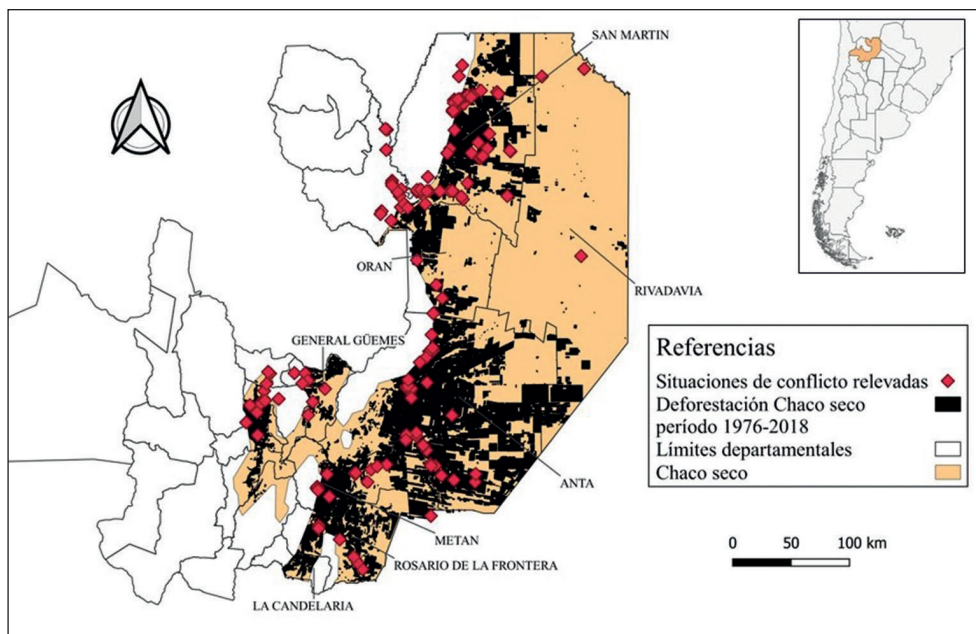 SAN MARTIN
ORAN
RIVADAVIA
GENERAL GÜEMES
Referencias
Situaciones de conflicto relevadas
Deforestación Chaco seco
período 1976-2018
Límites departamentales
Chaco seco
ANTA
METAN
ROSARIO DE LA FRONTERA
LA CANDELARIA
0 50 100 km